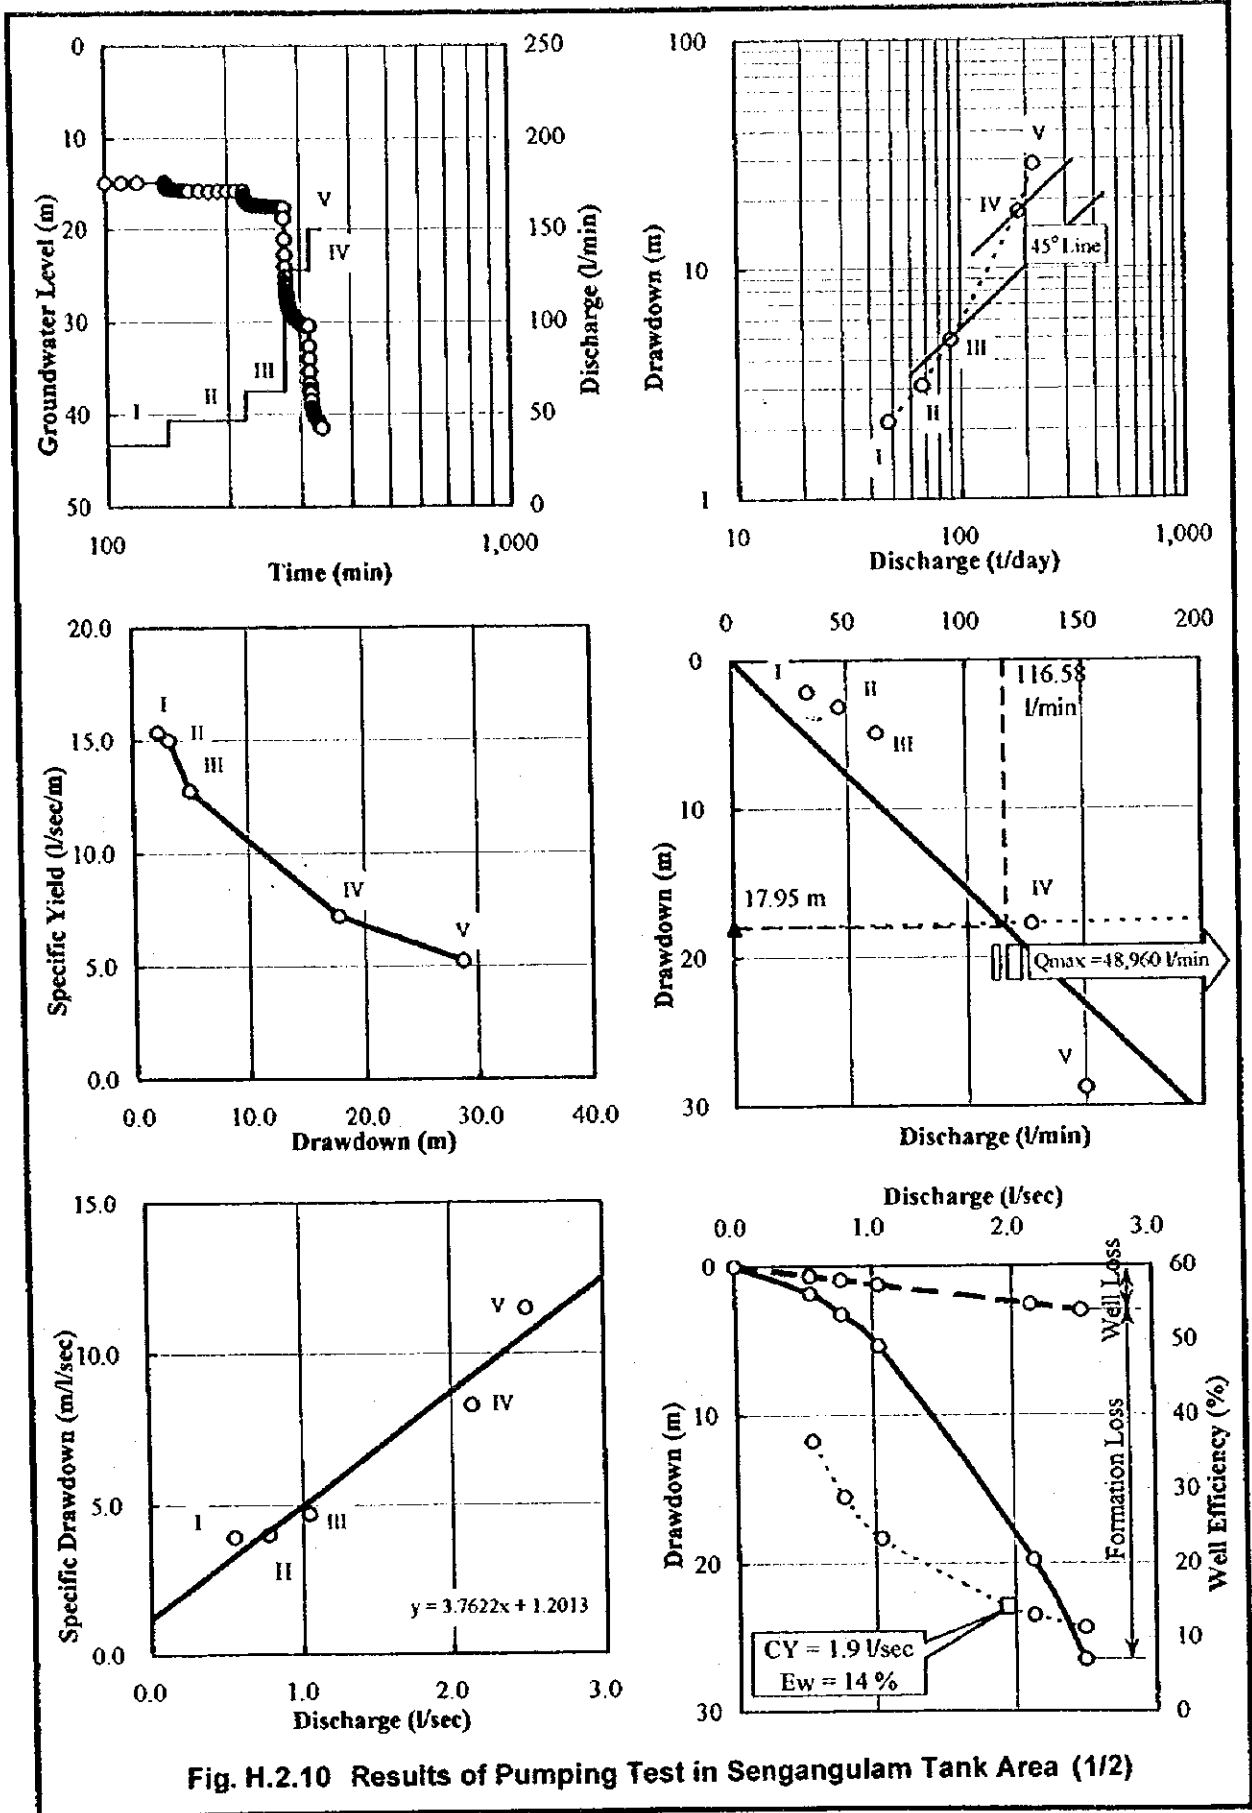 0
10
20
30
40
50
Groundwater Level (m)
I
II
III
IV
V
250
200
150
100
50
0
Discharge (l/min)
100
1,000
Time (min)
100
10
1
Drawdown (m)
V
IV
45° Line
III
II
I
10
100
1,000
Discharge (t/day)
20.0
15.0
10.0
5.0
0.0
Specific Yield (l/sec/m)
I
II
III
IV
V
0.0
10.0
20.0
30.0
40.0
Drawdown (m)
0
50
100
150
200
0
10
20
30
Drawdown (m)
I
II
III
116.58
l/min
17.95 m
IV
Qmax =48,960 l/min
V
Discharge (l/min)
15.0
10.0
5.0
0.0
Specific Drawdown (m/l/sec)
I
II
III
IV
V
y = 3.7622x + 1.2013
0.0
1.0
2.0
3.0
Discharge (l/sec)
Discharge (l/sec)
0.0
1.0
2.0
3.0
0
10
20
30
Drawdown (m)
Well Loss
Formation Loss
60
50
40
30
20
10
0
Well Efficiency (%)
CY = 1.9 l/sec
Ew = 14 %
Fig. H.2.10 Results of Pumping Test in Sengangulam Tank Area (1/2)